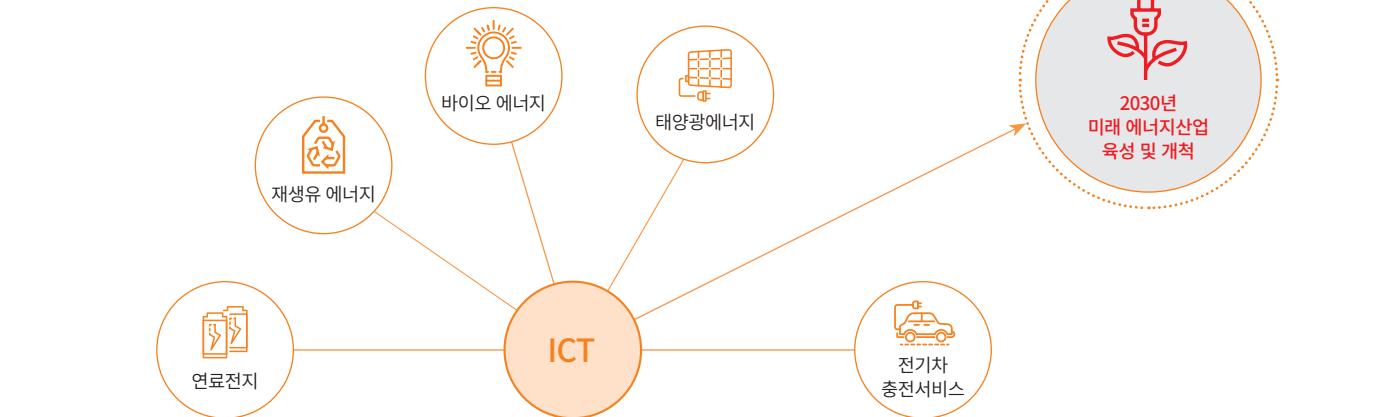 바이오 에너지
태양광에너지
2030년
미래 에너지산업
육성 및 개척
재생유 에너지
ICT
연료전지
전기차
충전서비스